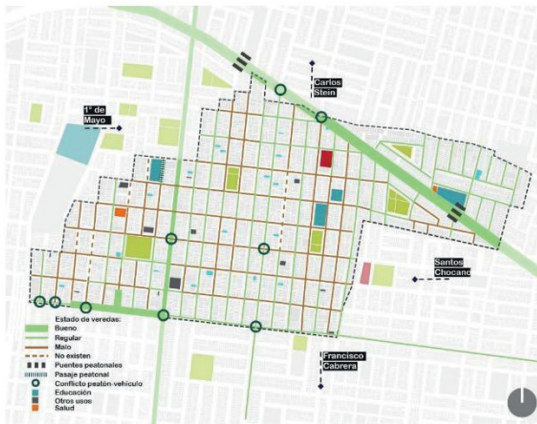 Carlos
Stein
1° de
Mayo
Santos
Chocano
Francisco
Cabrera
Estado de veredas:
Bueno
Regular
Malo
No existen
Puentes peatonales
Pasaje peatonal
Conflicto peatón-vehículo
Educación
Otros usos
Salud